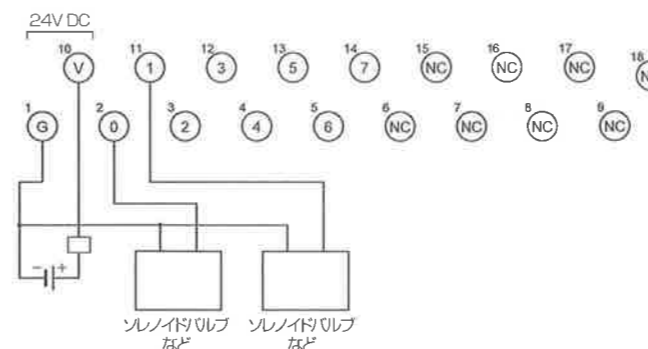 24V DC
10 11 12 13 14 15 16 17 18
V 1 3 5 7 NC NC NC
1 2 3 4 5 6 7 8 9
G 0 2 4 6 NC NC NC NC
- +
ソレノイドバルブ ソレノイドバルブ
など など